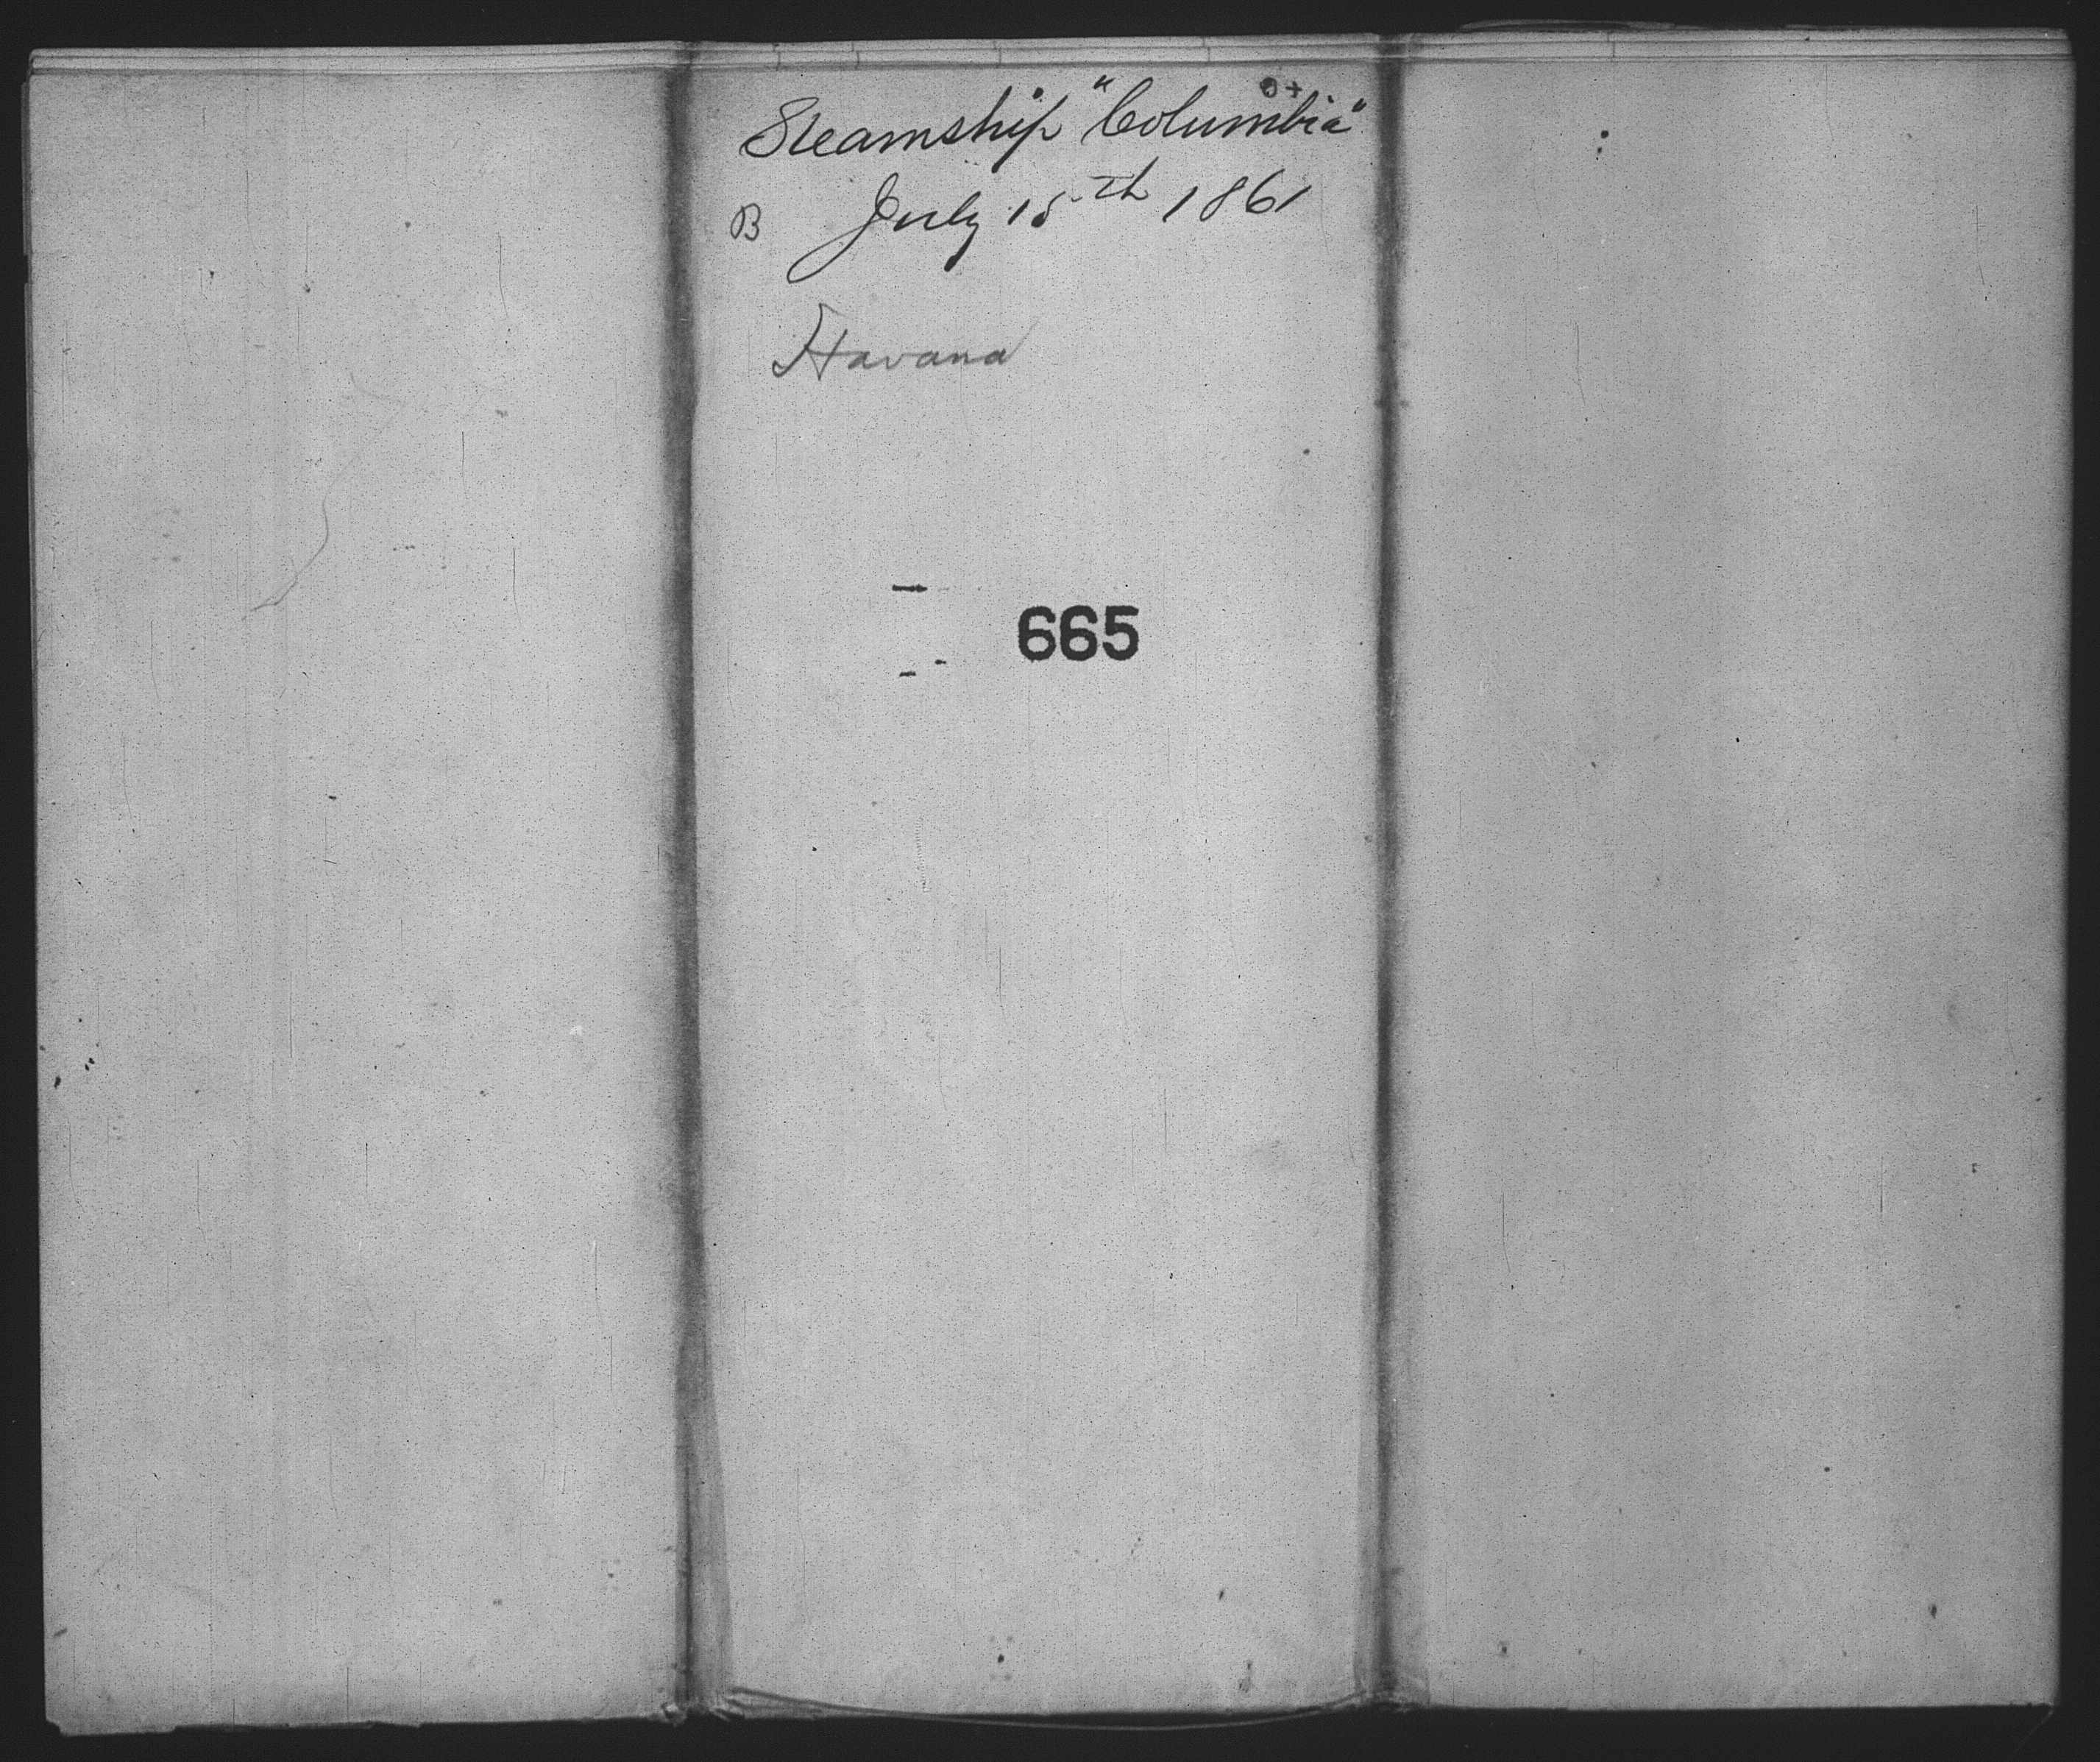 Steamship "Columbia"
B July 15th 1861
Havana
665